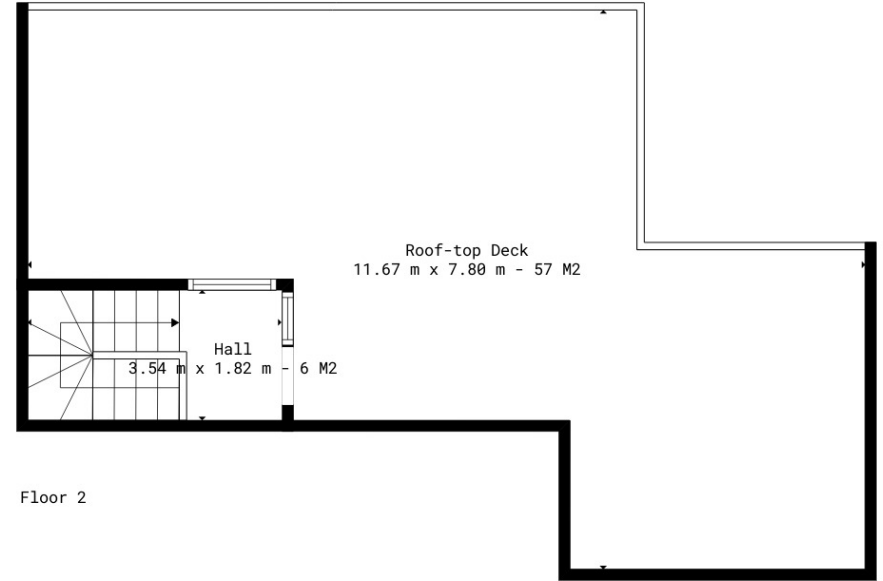 Roof-top Deck
11.67 m x 7.80 m - 57 M2
Hall
3.54 m x 1.82 m - 6 M2
Floor 2